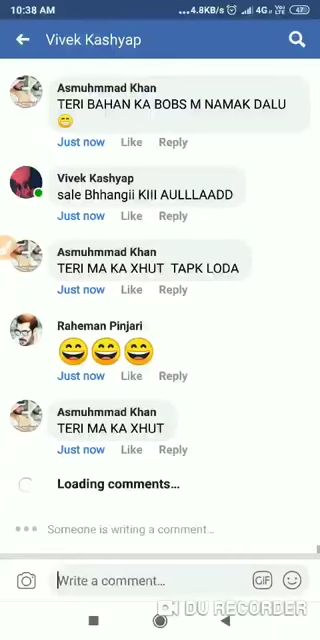 10:38 AM
...4.8KB/s
4G
47
Vivek Kashyap
Asmuhmmad Khan
TERI BAHAN KA BOBS M NAMAK DALU
😁
Just now Like Reply
Vivek Kashyap
sale Bhhangii KIII AULLLAADD
Just now Like Reply
Asmuhmmad Khan
TERI MA KA XHUT TAPK LODA
Just now Like Reply
Raheman Pinjari
😄😄😄
Just now Like Reply
Asmuhmmad Khan
TERI MA KA XHUT
Just now Like Reply
Loading comments...
Someone is writing a comment...
Write a comment...
GIF
DU RECORDER